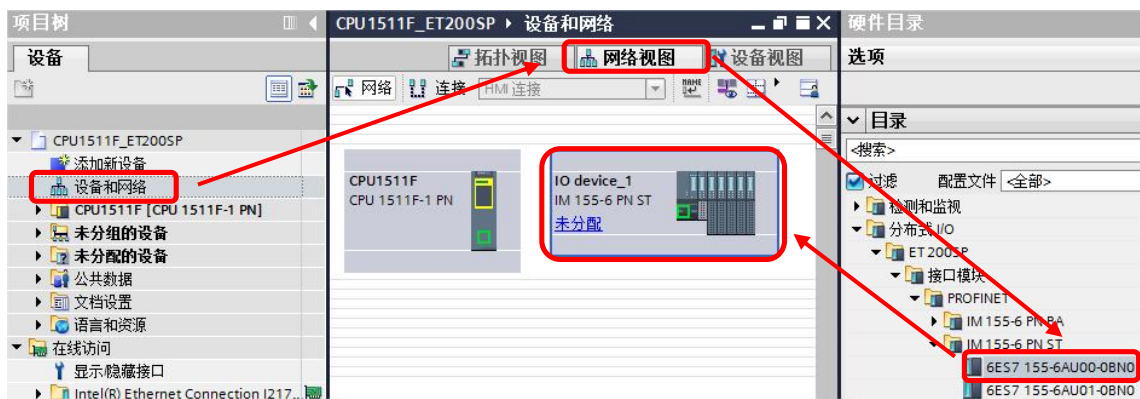 项目树
设备
CPU1511F_ET200SP
添加新设备
设备和网络
CPU1511F [CPU 1511F-1 PN]
未分组的设备
未分配的设备
公共数据
文档设置
语言和资源
在线访问
显示/隐藏接口
Intel(R) Ethernet Connection I217..
CPU1511F_ET200SP ▸ 设备和网络
拓扑视图
网络视图
设备视图
网络
连接
HMI 连接
CPU1511F
CPU 1511F-1 PN
IO device_1
IM 155-6 PN ST
未分配
硬件目录
选项
目录
<搜索>
过滤
配置文件 <全部>
检测和监视
分布式 I/O
ET 200SP
接口模块
PROFINET
IM 155-6 PN BA
IM 155-6 PN ST
6ES7 155-6AU00-0BN0
6ES7 155-6AU01-0BN0